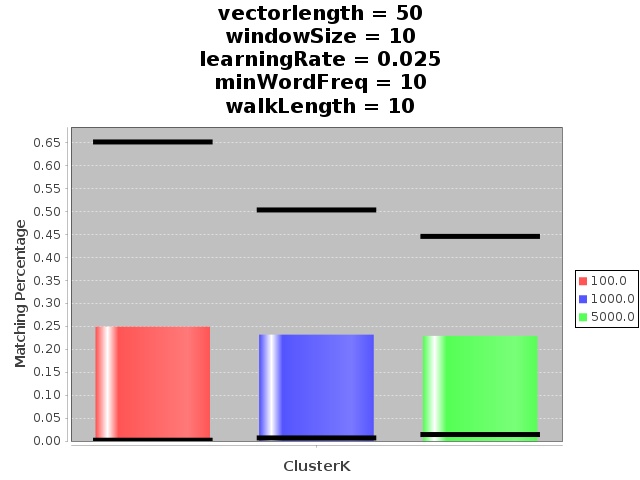 vectorlength = 50
windowSize = 10
learningRate = 0.025
minWordFreq = 10
walkLength = 10
0.65
0.60
0.55
0.50
0.45
0.40
0.35
0.30
0.25
0.20
0.15
0.10
0.05
0.00
Matching Percentage
ClusterK
100.0
1000.0
5000.0